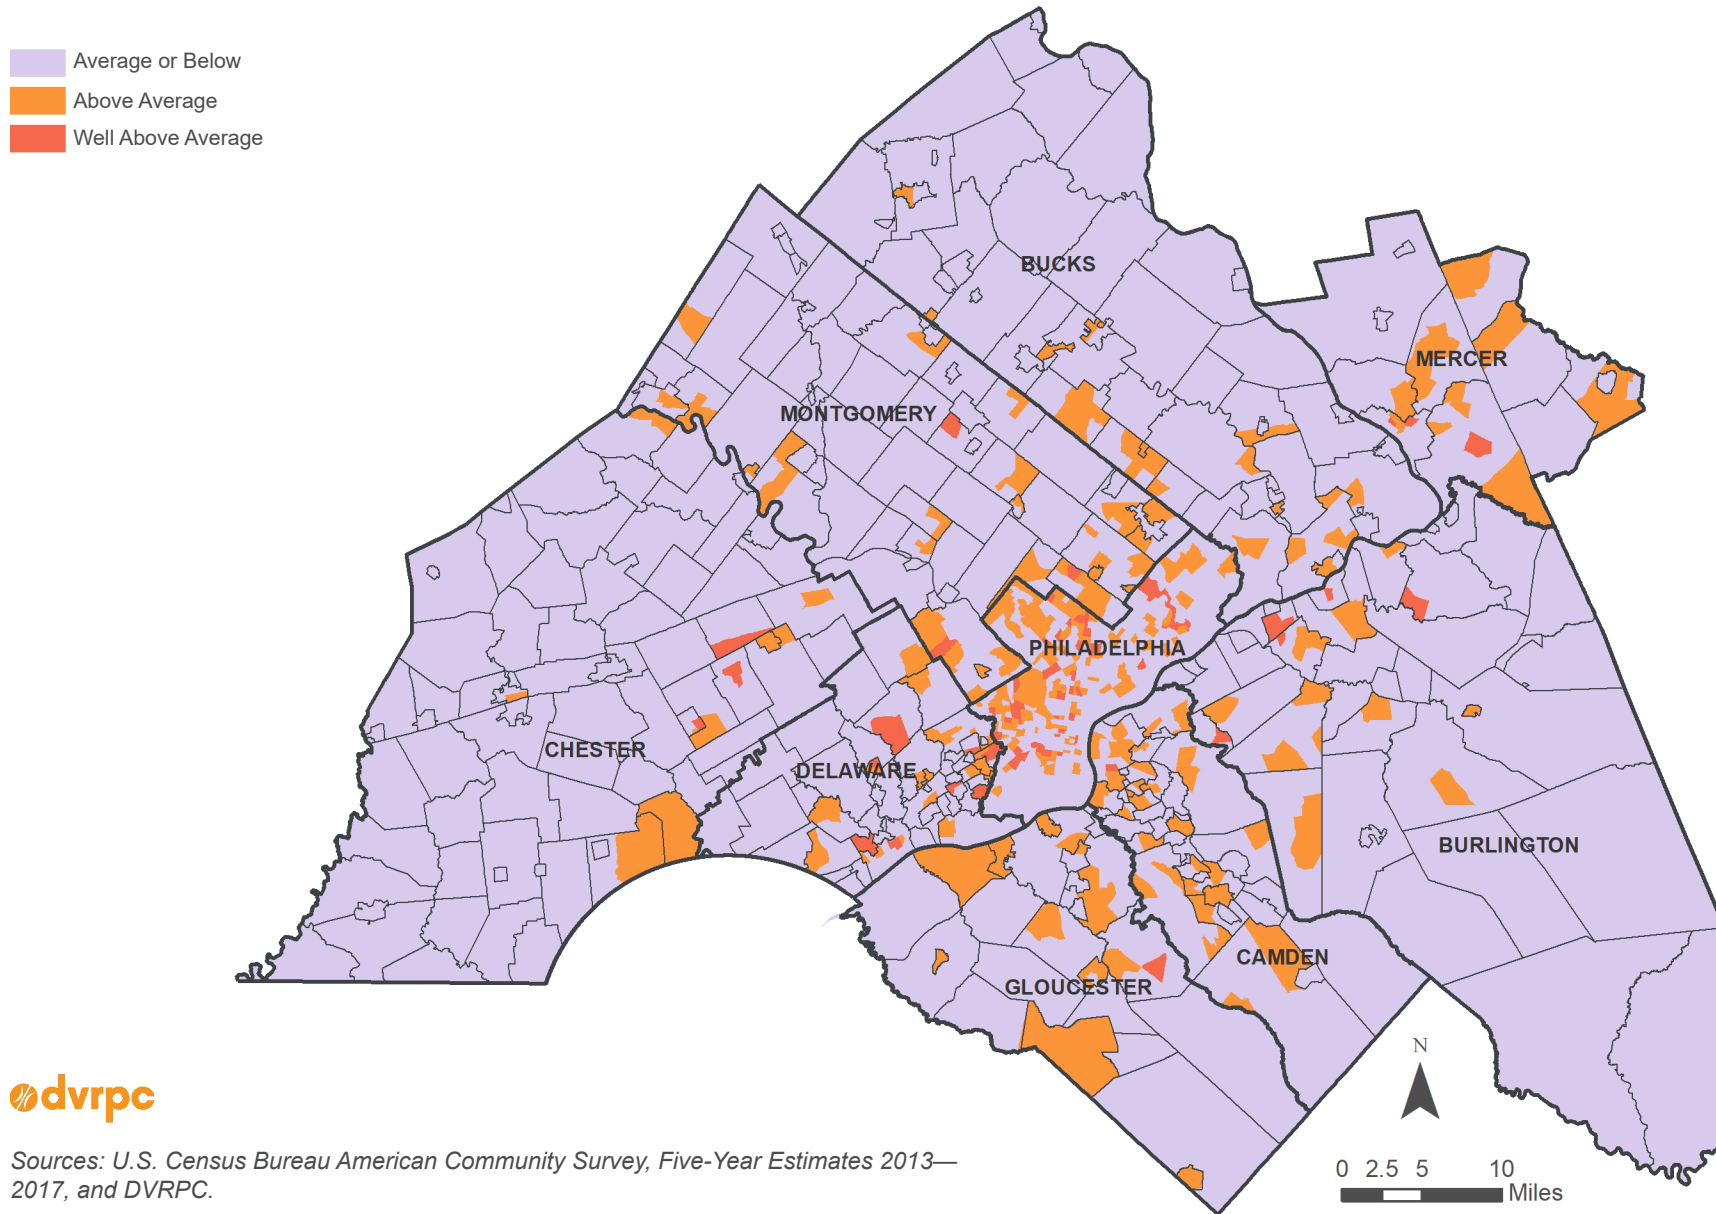 Average or Below
Above Average
Well Above Average
BUCKS
MERCER
MONTGOMERY
PHILADELPHIA
CHESTER
DELAWARE
BURLINGTON
CAMDEN
GLOUCESTER
N
0 2.5 5 10
Miles
dvrpc
Sources: U.S. Census Bureau American Community Survey, Five-Year Estimates 2013—
2017, and DVRPC.